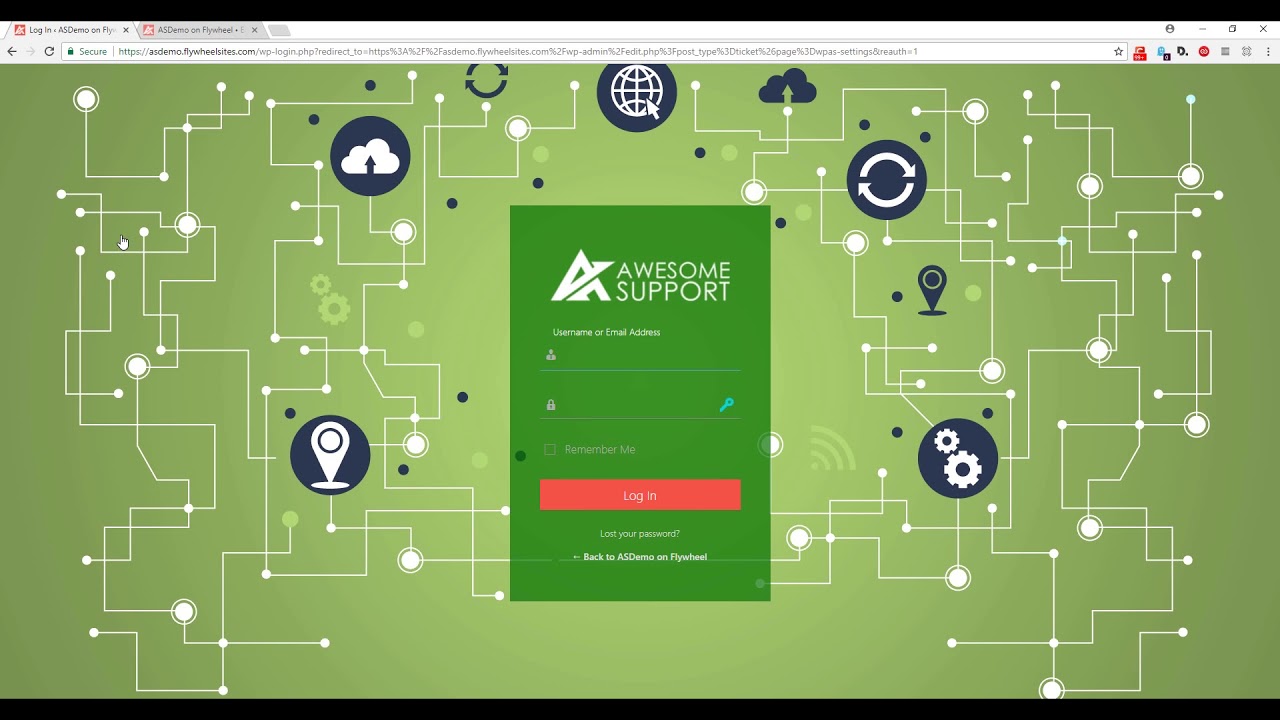 Log In ‹ ASDemo on Flyw
ASDemo on Flywheel •
Secure
https://asdemo.flywheelsites.com/wp-login.php?redirect_to=https%3A%2F%2Fasdemo.flywheelsites.com%2Fwp-admin%2Fedit.php%3Fpost_type%3Dticket%26page%3Dwpas-settings&reauth=1
99+
0
D.
AWESOME
SUPPORT
Username or Email Address
Remember Me
Log In
Lost your password?
← Back to ASDemo on Flywheel